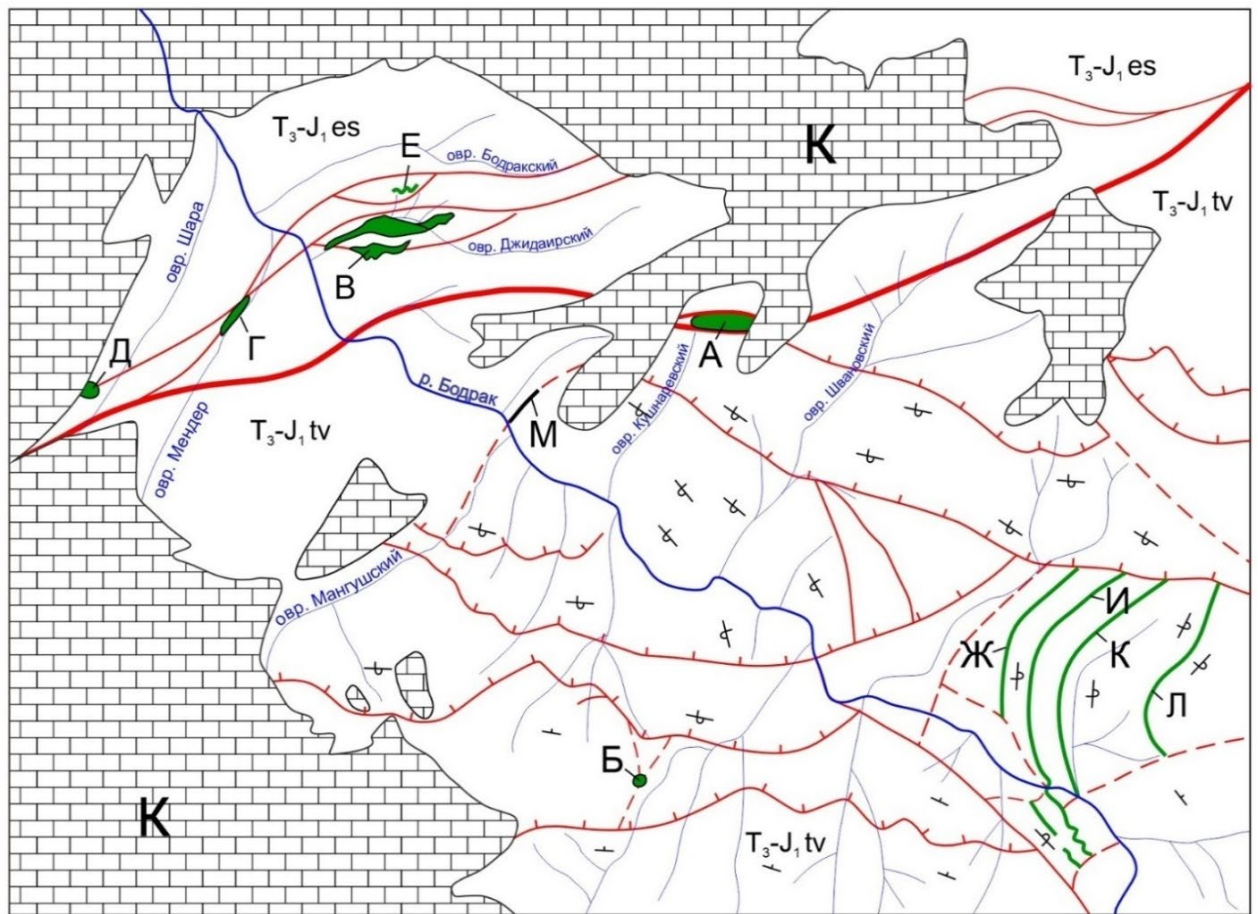 T₃-J₁ es
T₃-J₁ es
К
Е
овр. Бодракский
T₃-J₁ tv
овр. Шара
овр. Джидаирский
В
А
Г
Д
р. Бодрак
овр. Кушнаревский
овр. Швановский
М
овр. Мендер
T₃-J₁ tv
овр. Мангушский
И
Ж
К
Л
Б
К
T₃-J₁ tv